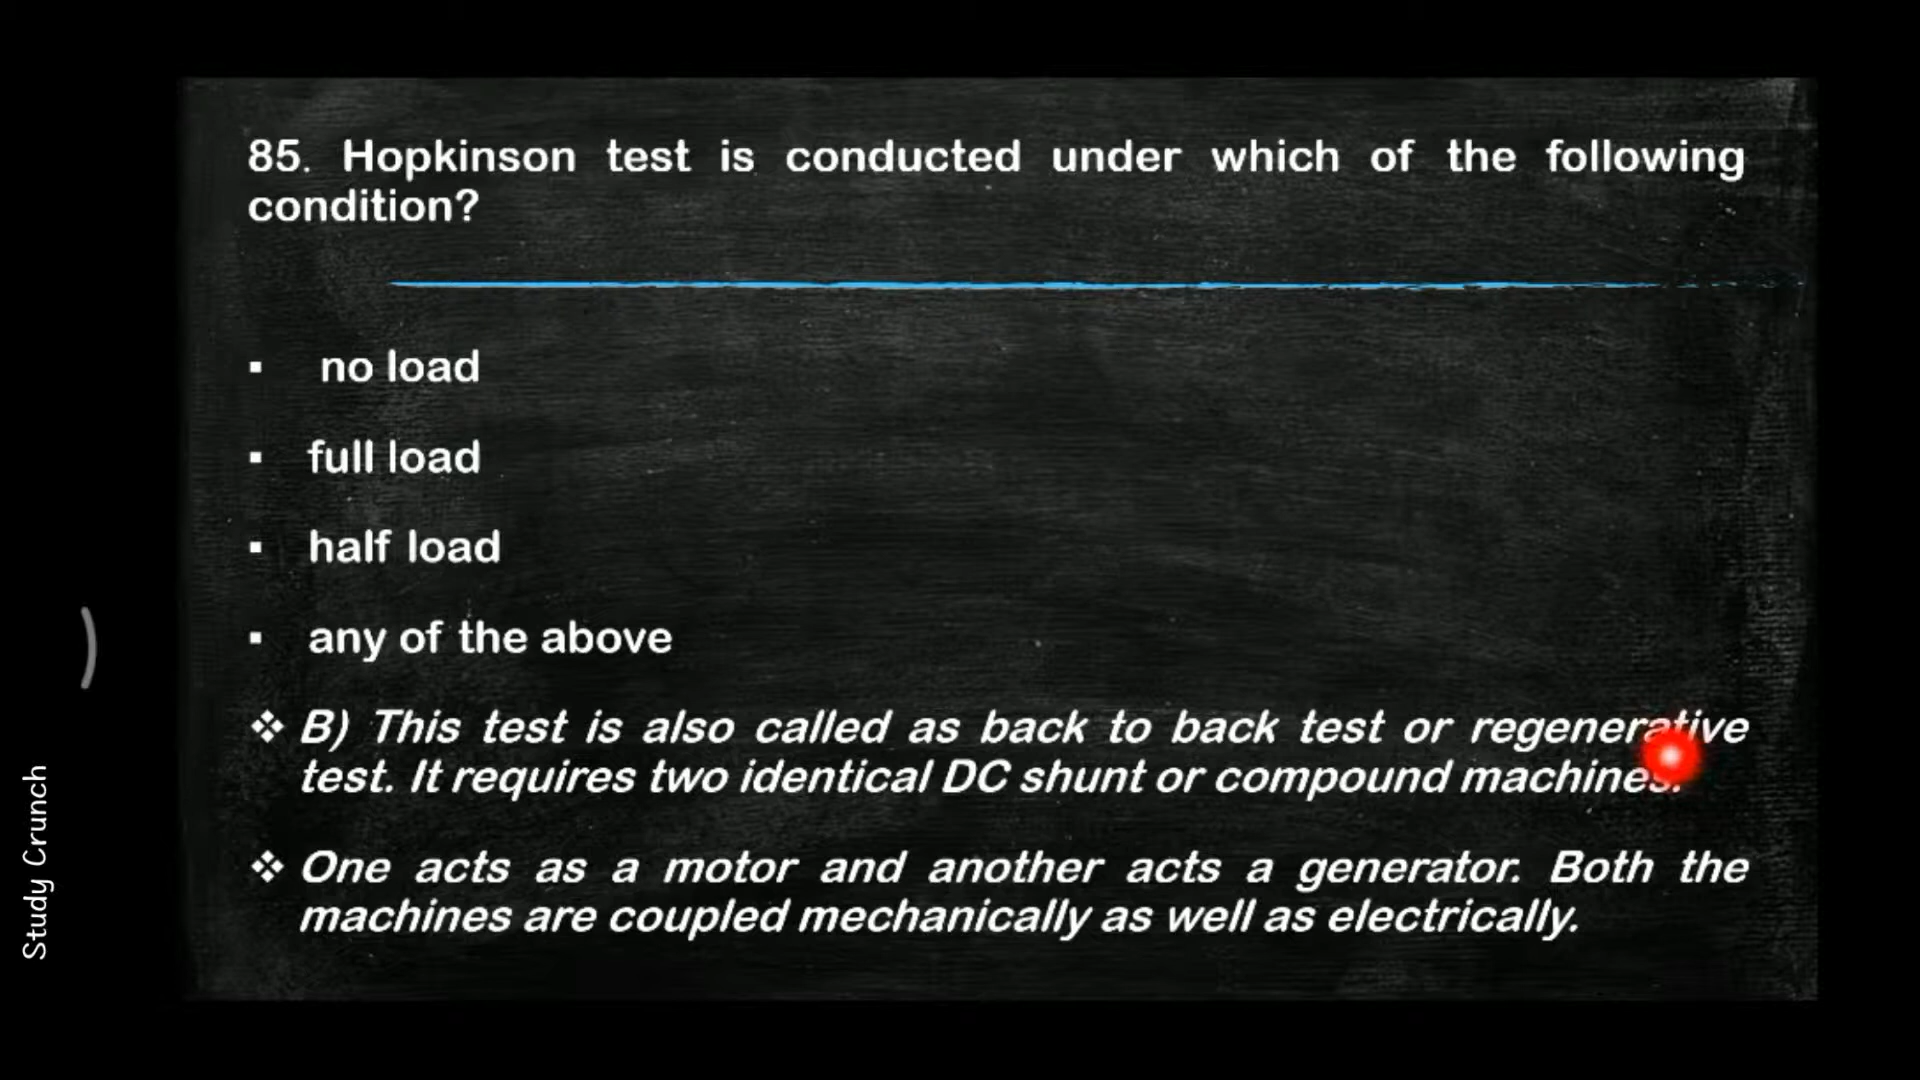 85. Hopkinson test is conducted under which of the following
condition?
▪ no load
▪ full load
▪ half load
▪ any of the above
❖ B) This test is also called as back to back test or regenerative
test. It requires two identical DC shunt or compound machines.
❖ One acts as a motor and another acts a generator. Both the
machines are coupled mechanically as well as electrically.
Study Crunch